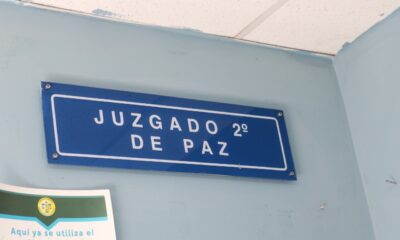 JUZGADO 2º
DE PAZ
Aquí ya se utiliza el